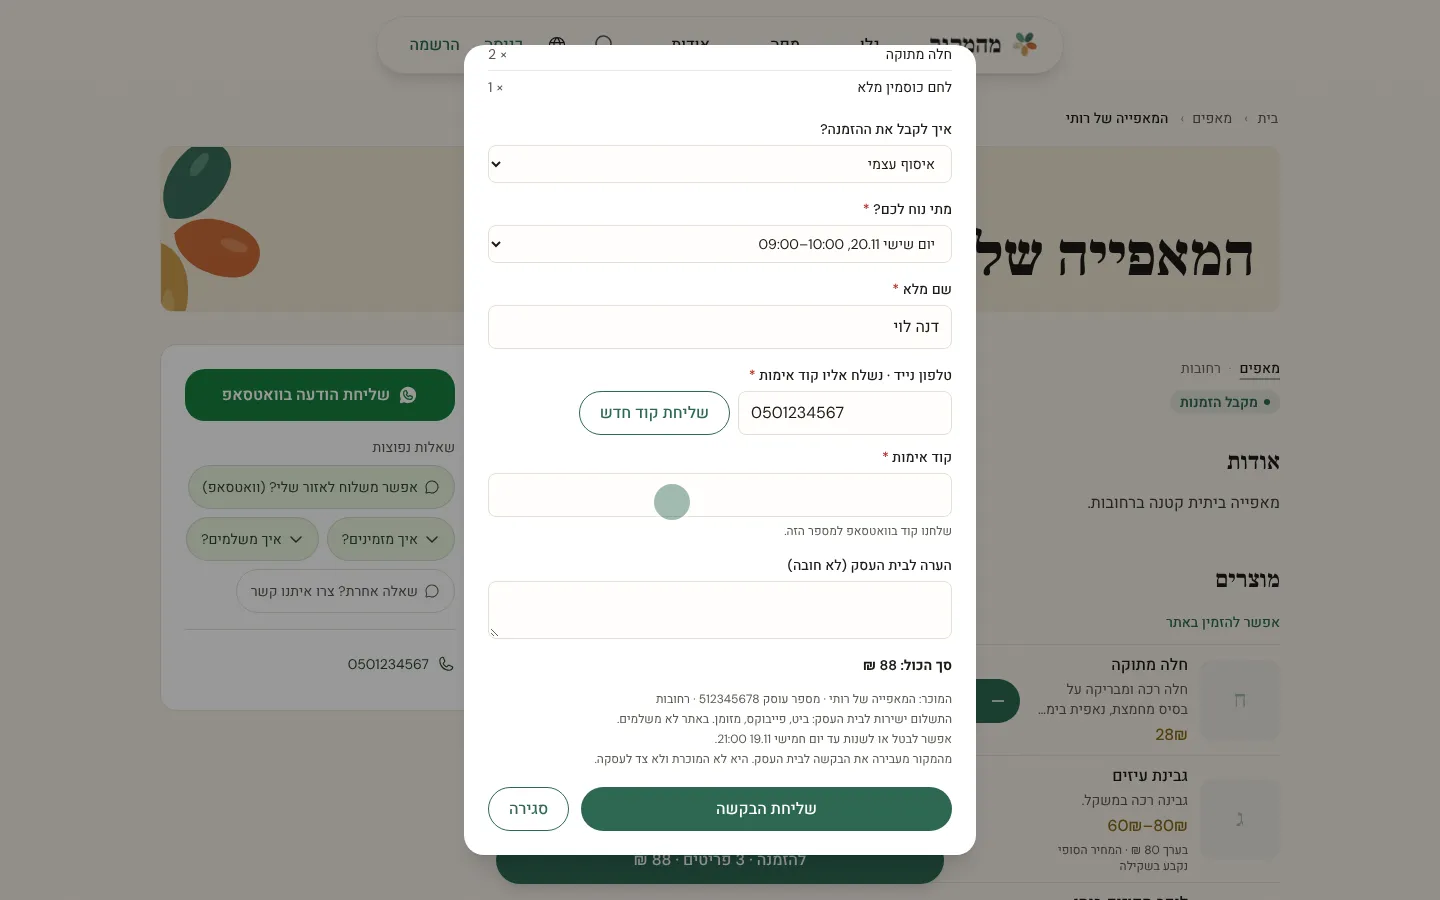 הרשמה
חלה מתוקה
× 2
לחם כוסמין מלא
× 1
איך לקבל את ההזמנה?
איסוף עצמי
מתי נוח לכם? *
יום שישי 20.11, 09:00–10:00
שם מלא *
דנה לוי
טלפון נייד · נשלח אליו קוד אימות *
0501234567
שליחת קוד חדש
קוד אימות *
שלחנו קוד בוואטסאפ למספר הזה.
הערה לבית העסק (לא חובה)
סך הכול: 88 ₪
המוכר: המאפייה של רותי · מספר עוסק 512345678 · רחובות
התשלום ישירות לבית העסק: ביט, פייבוקס, מזומן. באתר לא משלמים.
אפשר לבטל או לשנות עד יום חמישי 19.11 21:00.
מהמקור מעבירה את הבקשה לבית העסק. היא לא המוכרת ולא צד לעסקה.
שליחת הבקשה
סגירה
בית › מאפים › המאפייה של רותי
המאפייה של
מאפים · רחובות
מקבל הזמנות
אודות
מאפייה ביתית קטנה ברחובות.
מוצרים
אפשר להזמין באתר
ח
חלה מתוקה
חלה רכה ומבריקה על
בסיס מחמצת, נאפית בימ...
28₪
ג
גבינת עיזים
גבינה רכה במשקל.
60₪–80₪
בערך 80 ₪ · המחיר הסופי
נקבע בשקילה
שליחת הודעה בוואטסאפ
שאלות נפוצות
אפשר משלוח לאזור שלי? (וואטסאפ)
איך מזמינים?
איך משלמים?
שאלה אחרת? צרו איתנו קשר
0501234567
להזמנה · 3 פריטים · 88 ₪